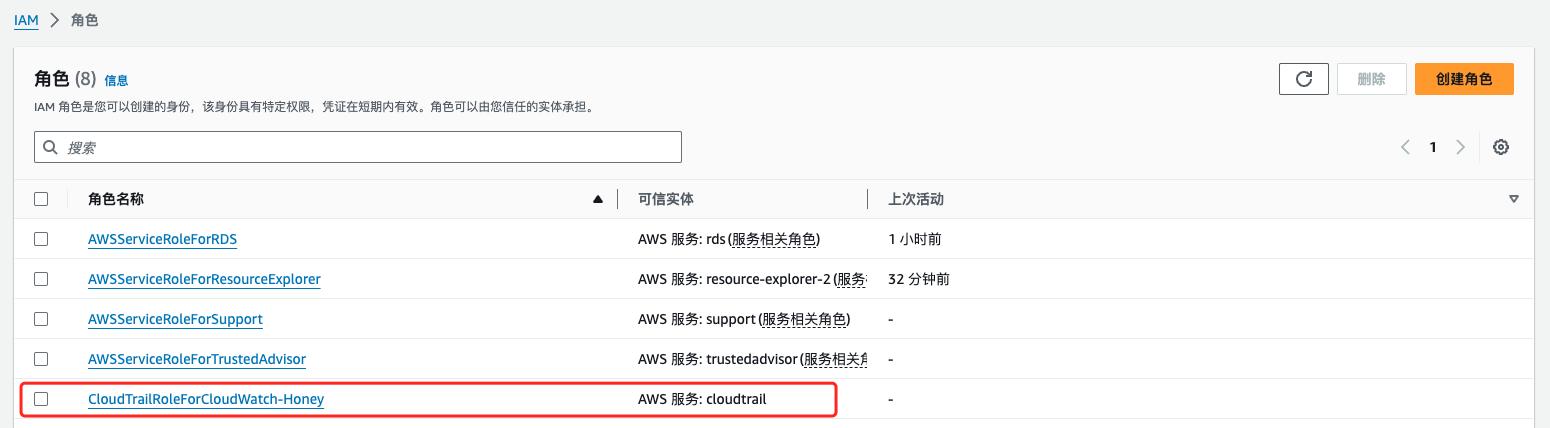 IAM 角色
角色 (8) 信息 删除 创建角色
IAM 角色是您可以创建的身份，该身份具有特定权限，凭证在短期内有效。角色可以由您信任的实体承担。
搜索 1
角色名称 可信实体 上次活动
AWSServiceRoleForRDS AWS 服务: rds (服务相关角色) 1 小时前
AWSServiceRoleForResourceExplorer AWS 服务: resource-explorer-2 (服务 32 分钟前
AWSServiceRoleForSupport AWS 服务: support (服务相关角色) -
AWSServiceRoleForTrustedAdvisor AWS 服务: trustedadvisor (服务相关角 -
CloudTrailRoleForCloudWatch-Honey AWS 服务: cloudtrail -